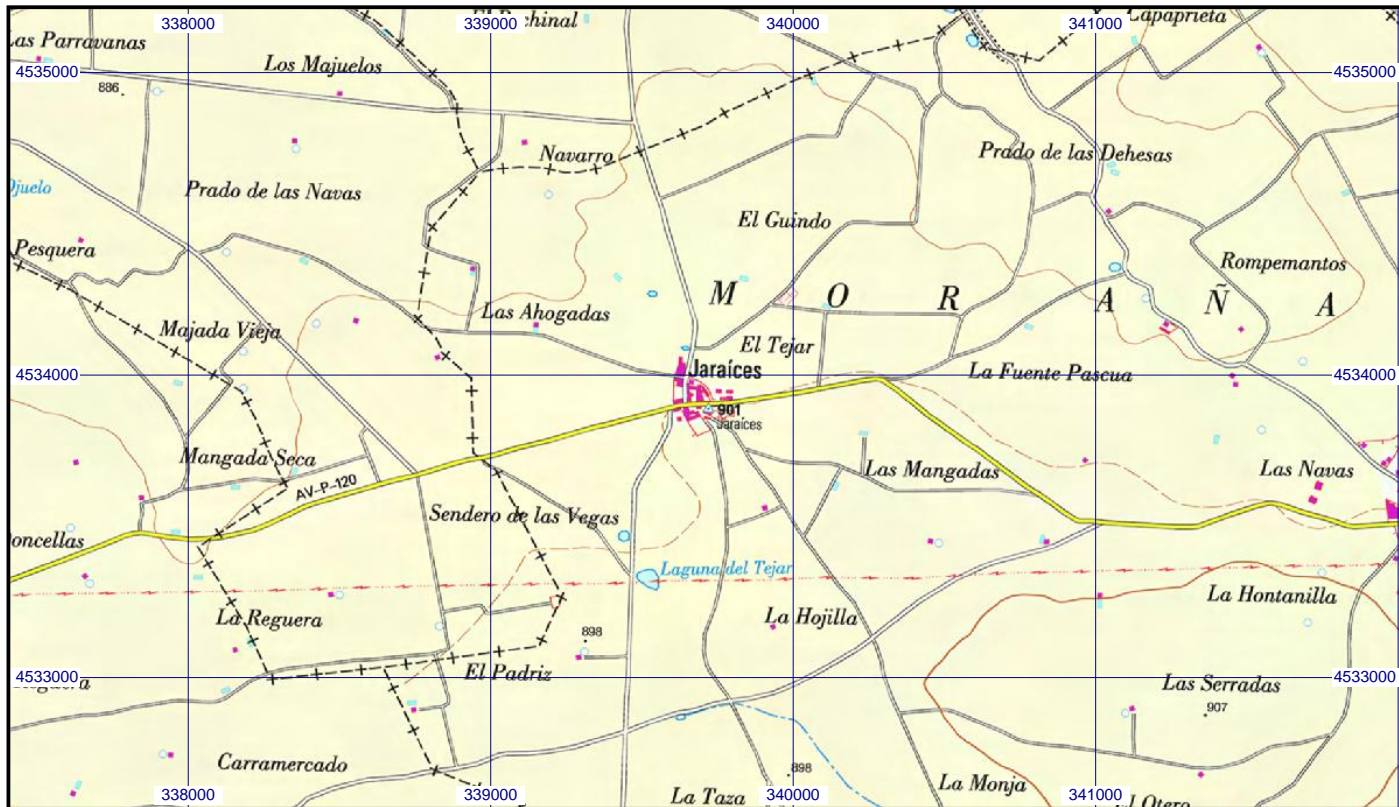 338000
339000
340000
341000
Lapaprieta
Las Parravanas
Los Majuelos
4535000
4535000
886
Navarro
Prado de las Dehesas
Prado de las Navas
El Guindo
Pesquera
Rompemantos
M O R A Ñ A
Las Ahogadas
Majada Vieja
El Tejar
4534000
Jaraíces
La Fuente Pascua
4534000
901
Jaraíces
Mangada Seca
Las Mangadas
Las Navas
AV-P-120
Sendero de las Vegas
Laguna del Tejar
La Hontanilla
La Reguera
La Hojilla
898
4533000
El Padriz
4533000
Las Serradas
907
Carramercado
898
La Monja
La Taza
338000
339000
340000
341000
El Otero